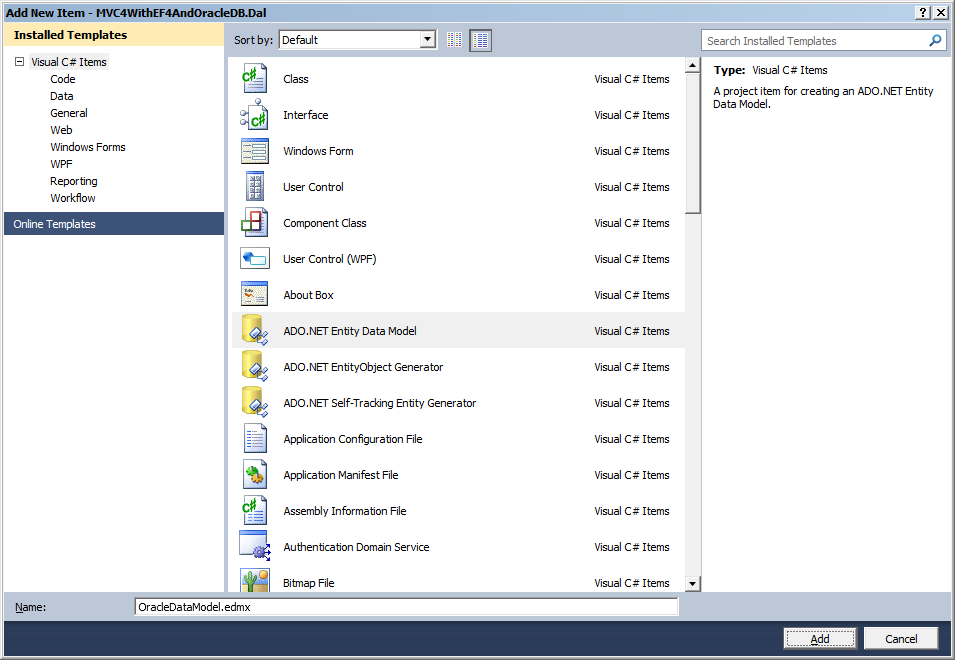 Add New Item - MVC4WithEF4AndOracleDB.Dal
Installed Templates
Sort by: Default
Search Installed Templates
Visual C# Items
Code
Data
General
Web
Windows Forms
WPF
Reporting
Workflow
Online Templates
Class Visual C# Items
Interface Visual C# Items
Windows Form Visual C# Items
User Control Visual C# Items
Component Class Visual C# Items
User Control (WPF) Visual C# Items
About Box Visual C# Items
ADO.NET Entity Data Model Visual C# Items
ADO.NET EntityObject Generator Visual C# Items
ADO.NET Self-Tracking Entity Generator Visual C# Items
Application Configuration File Visual C# Items
Application Manifest File Visual C# Items
Assembly Information File Visual C# Items
Authentication Domain Service Visual C# Items
Bitmap File Visual C# Items
Type: Visual C# Items
A project item for creating an ADO.NET Entity
Data Model.
Name: OracleDataModel.edmx
Add Cancel